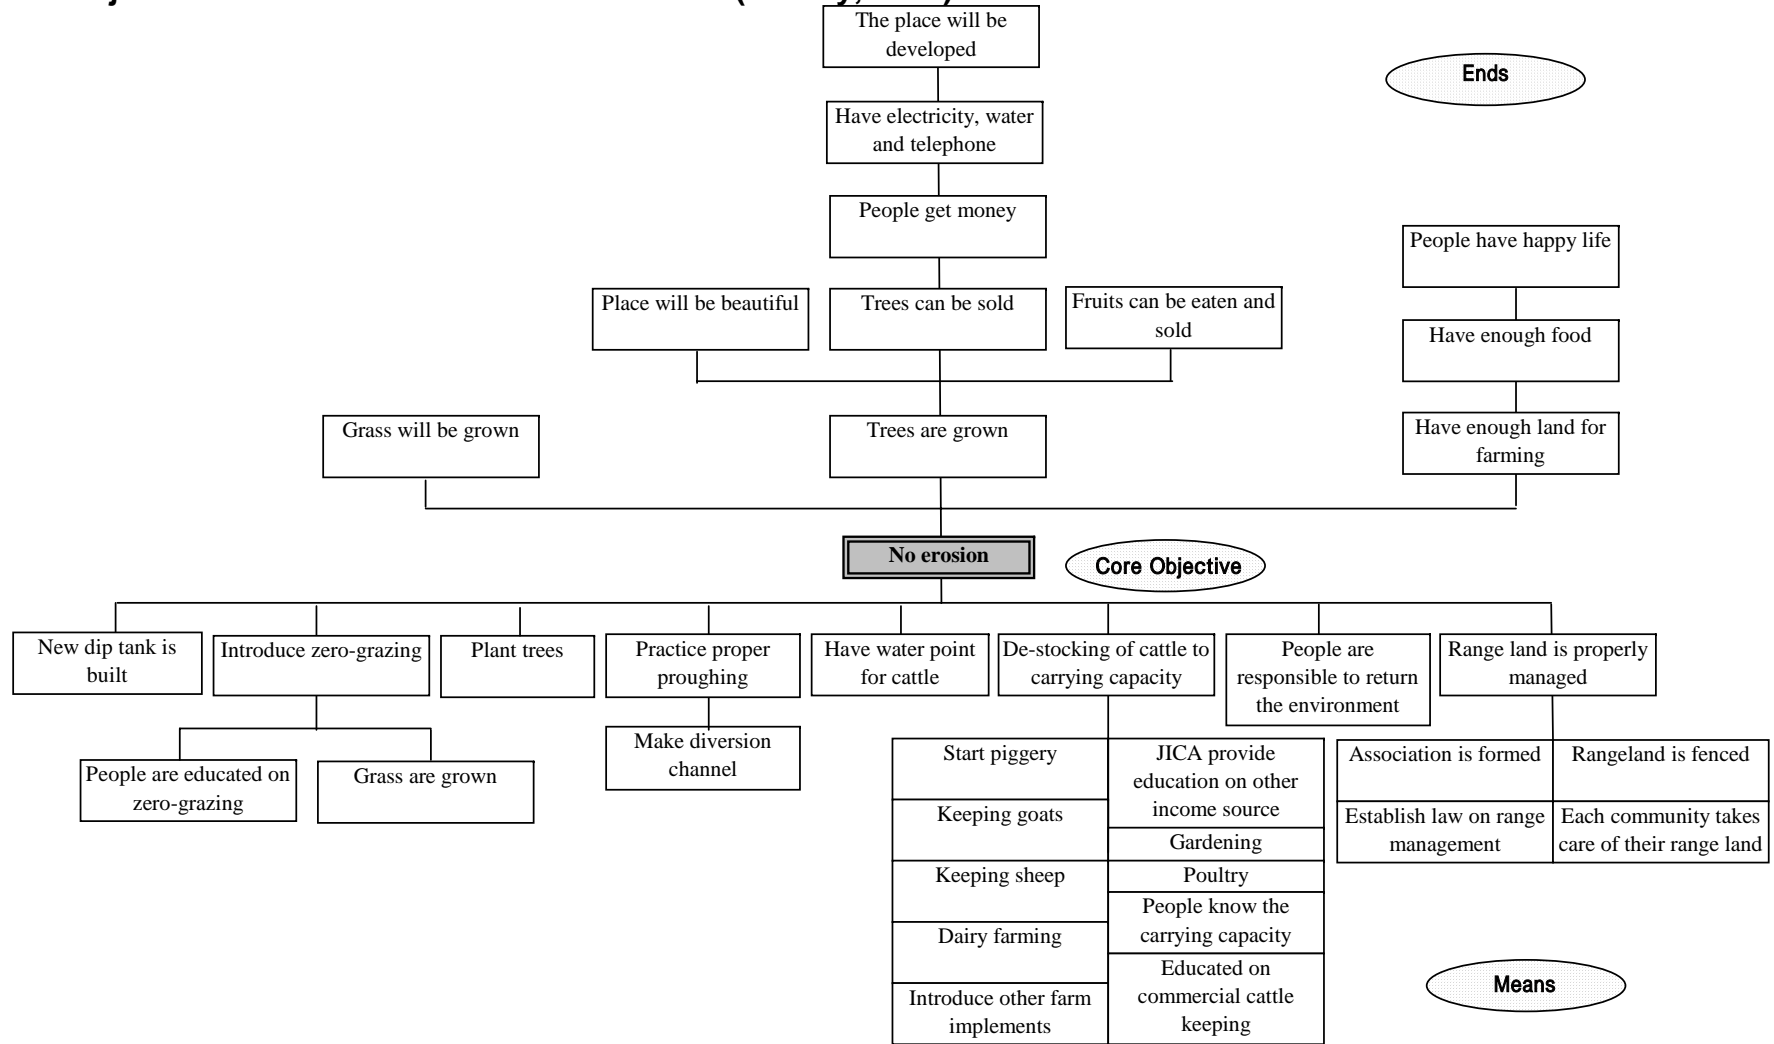 The place will be
developed
Ends
Have electricity, water
and telephone
People get money
People have happy life
Place will be beautiful
Trees can be sold
Fruits can be eaten and
sold
Have enough food
Grass will be grown
Trees are grown
Have enough land for
farming
No erosion
Core Objective
New dip tank is
built
Introduce zero-grazing
Plant trees
Practice proper
proughing
Have water point
for cattle
De-stocking of cattle to
carrying capacity
People are
responsible to return
the environment
Range land is properly
managed
People are educated on
zero-grazing
Grass are grown
Make diversion
channel
Start piggery
Keeping goats
Keeping sheep
Dairy farming
Introduce other farm
implements
JICA provide
education on other
income source
Gardening
Poultry
People know the
carrying capacity
Educated on
commercial cattle
keeping
Association is formed
Rangeland is fenced
Establish law on range
management
Each community takes
care of their range land
Means